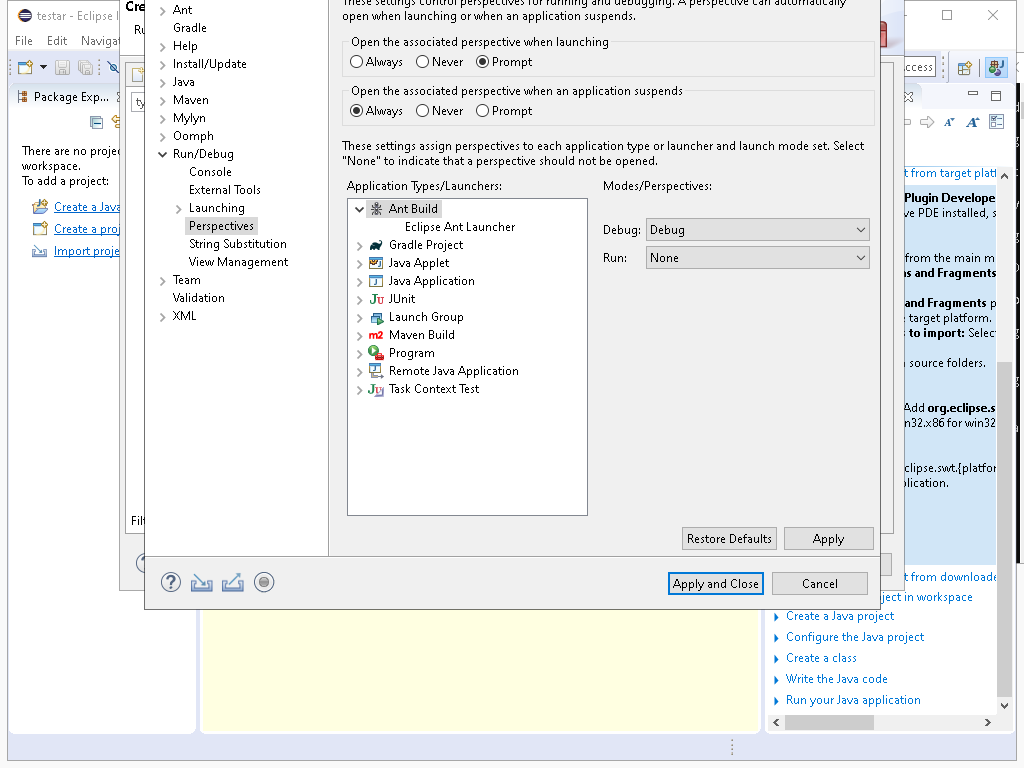 testar - Eclipse I
Cre
File Edit Navigat
Ru
ccess
Package Exp...
ty
There are no proje
workspace.
To add a project:
Create a Java
Create a proj
Import proje
Filt
Ant
Gradle
Help
Install/Update
Java
Maven
Mylyn
Oomph
Run/Debug
Console
External Tools
Launching
Perspectives
String Substitution
View Management
Team
Validation
XML
These settings control perspectives for running and debugging. A perspective can automatically
open when launching or when an application suspends.
Open the associated perspective when launching
Always Never Prompt
Open the associated perspective when an application suspends
Always Never Prompt
These settings assign perspectives to each application type or launcher and launch mode set. Select
"None" to indicate that a perspective should not be opened.
Application Types/Launchers:
Modes/Perspectives:
Ant Build
Eclipse Ant Launcher
Gradle Project
Java Applet
Java Application
JUnit
Launch Group
Maven Build
Program
Remote Java Application
Task Context Test
Debug: Debug
Run: None
Restore Defaults Apply
Apply and Close Cancel
t from target platf
Plugin Develope
ve PDE installed, s
from the main m
ns and Fragments
and Fragments p
e target platform.
to import: Selec
source folders.
Add org.eclipse.s
n32.x86 for win32
clipse.swt.{platfor
plication.
t from downloade
ject in workspace
Create a Java project
Configure the Java project
Create a class
Write the Java code
Run your Java application